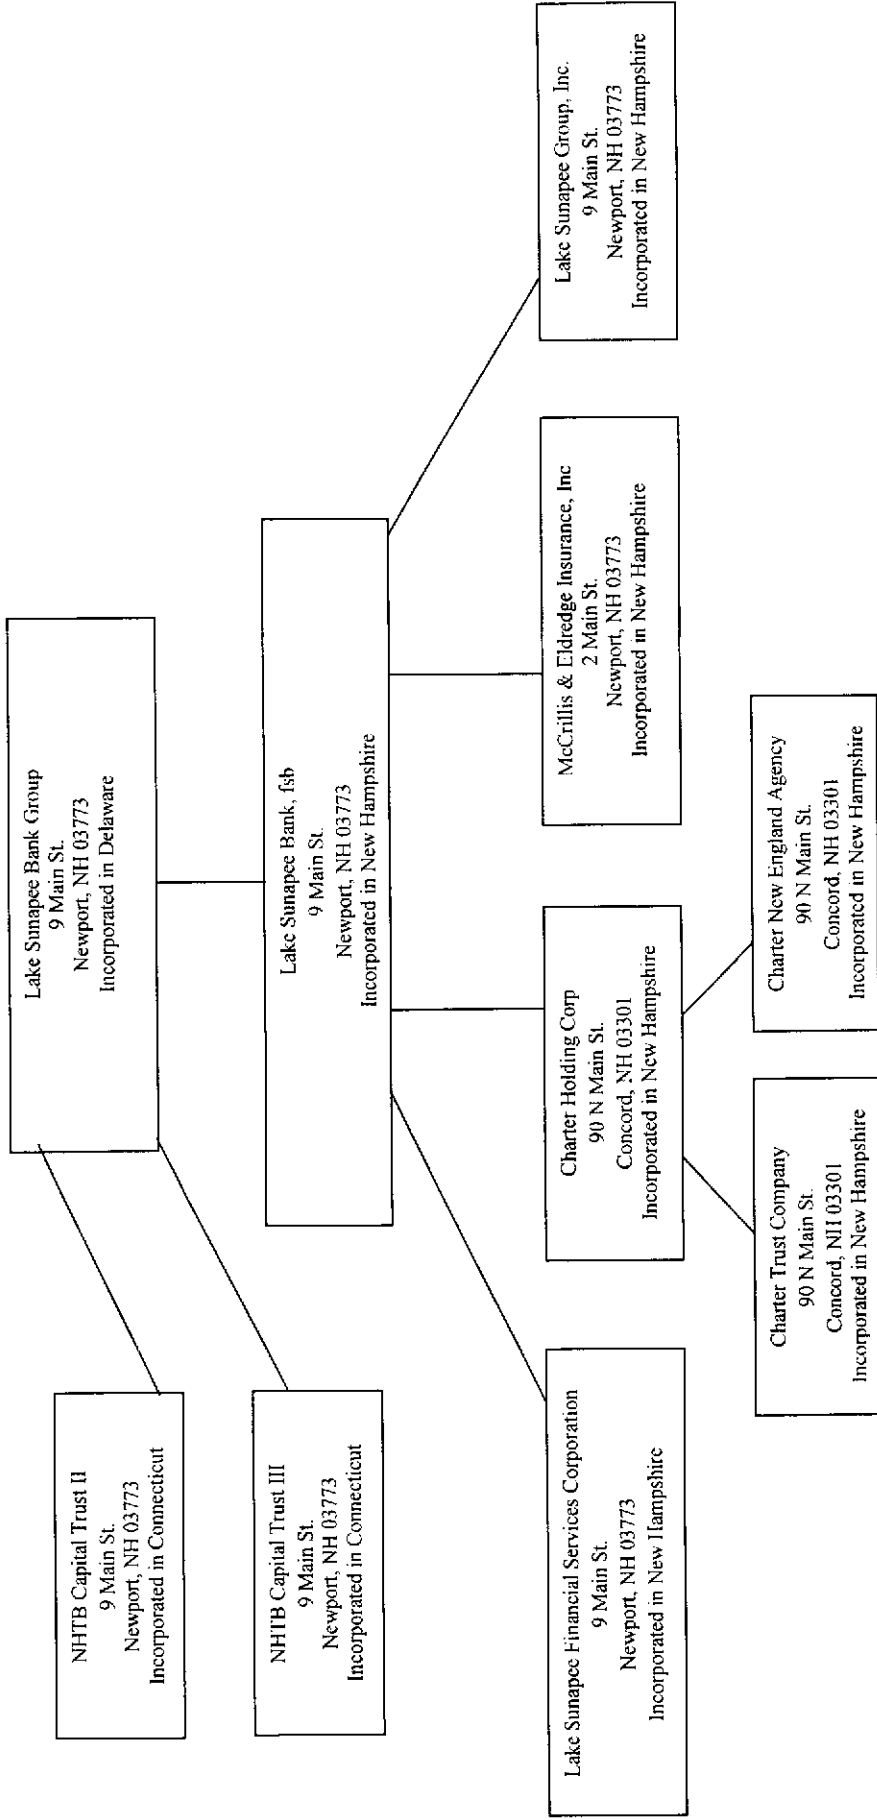 Lake Sunapee Bank Group
9 Main St.
Newport, NH 03773
Incorporated in Delaware
NHTB Capital Trust II
9 Main St.
Newport, NH 03773
Incorporated in Connecticut
NHTB Capital Trust III
9 Main St.
Newport, NH 03773
Incorporated in Connecticut
Lake Sunapee Bank, fsb
9 Main St.
Newport, NH 03773
Incorporated in New Hampshire
Lake Sunapee Financial Services Corporation
9 Main St.
Newport, NH 03773
Incorporated in New Hampshire
Charter Holding Corp
90 N Main St.
Concord, NH 03301
Incorporated in New Hampshire
McCrillis & Eldredge Insurance, Inc
2 Main St.
Newport, NH 03773
Incorporated in New Hampshire
Lake Sunapee Group, Inc.
9 Main St.
Newport, NH 03773
Incorporated in New Hampshire
Charter Trust Company
90 N Main St.
Concord, NH 03301
Incorporated in New Hampshire
Charter New England Agency
90 N Main St.
Concord, NH 03301
Incorporated in New Hampshire